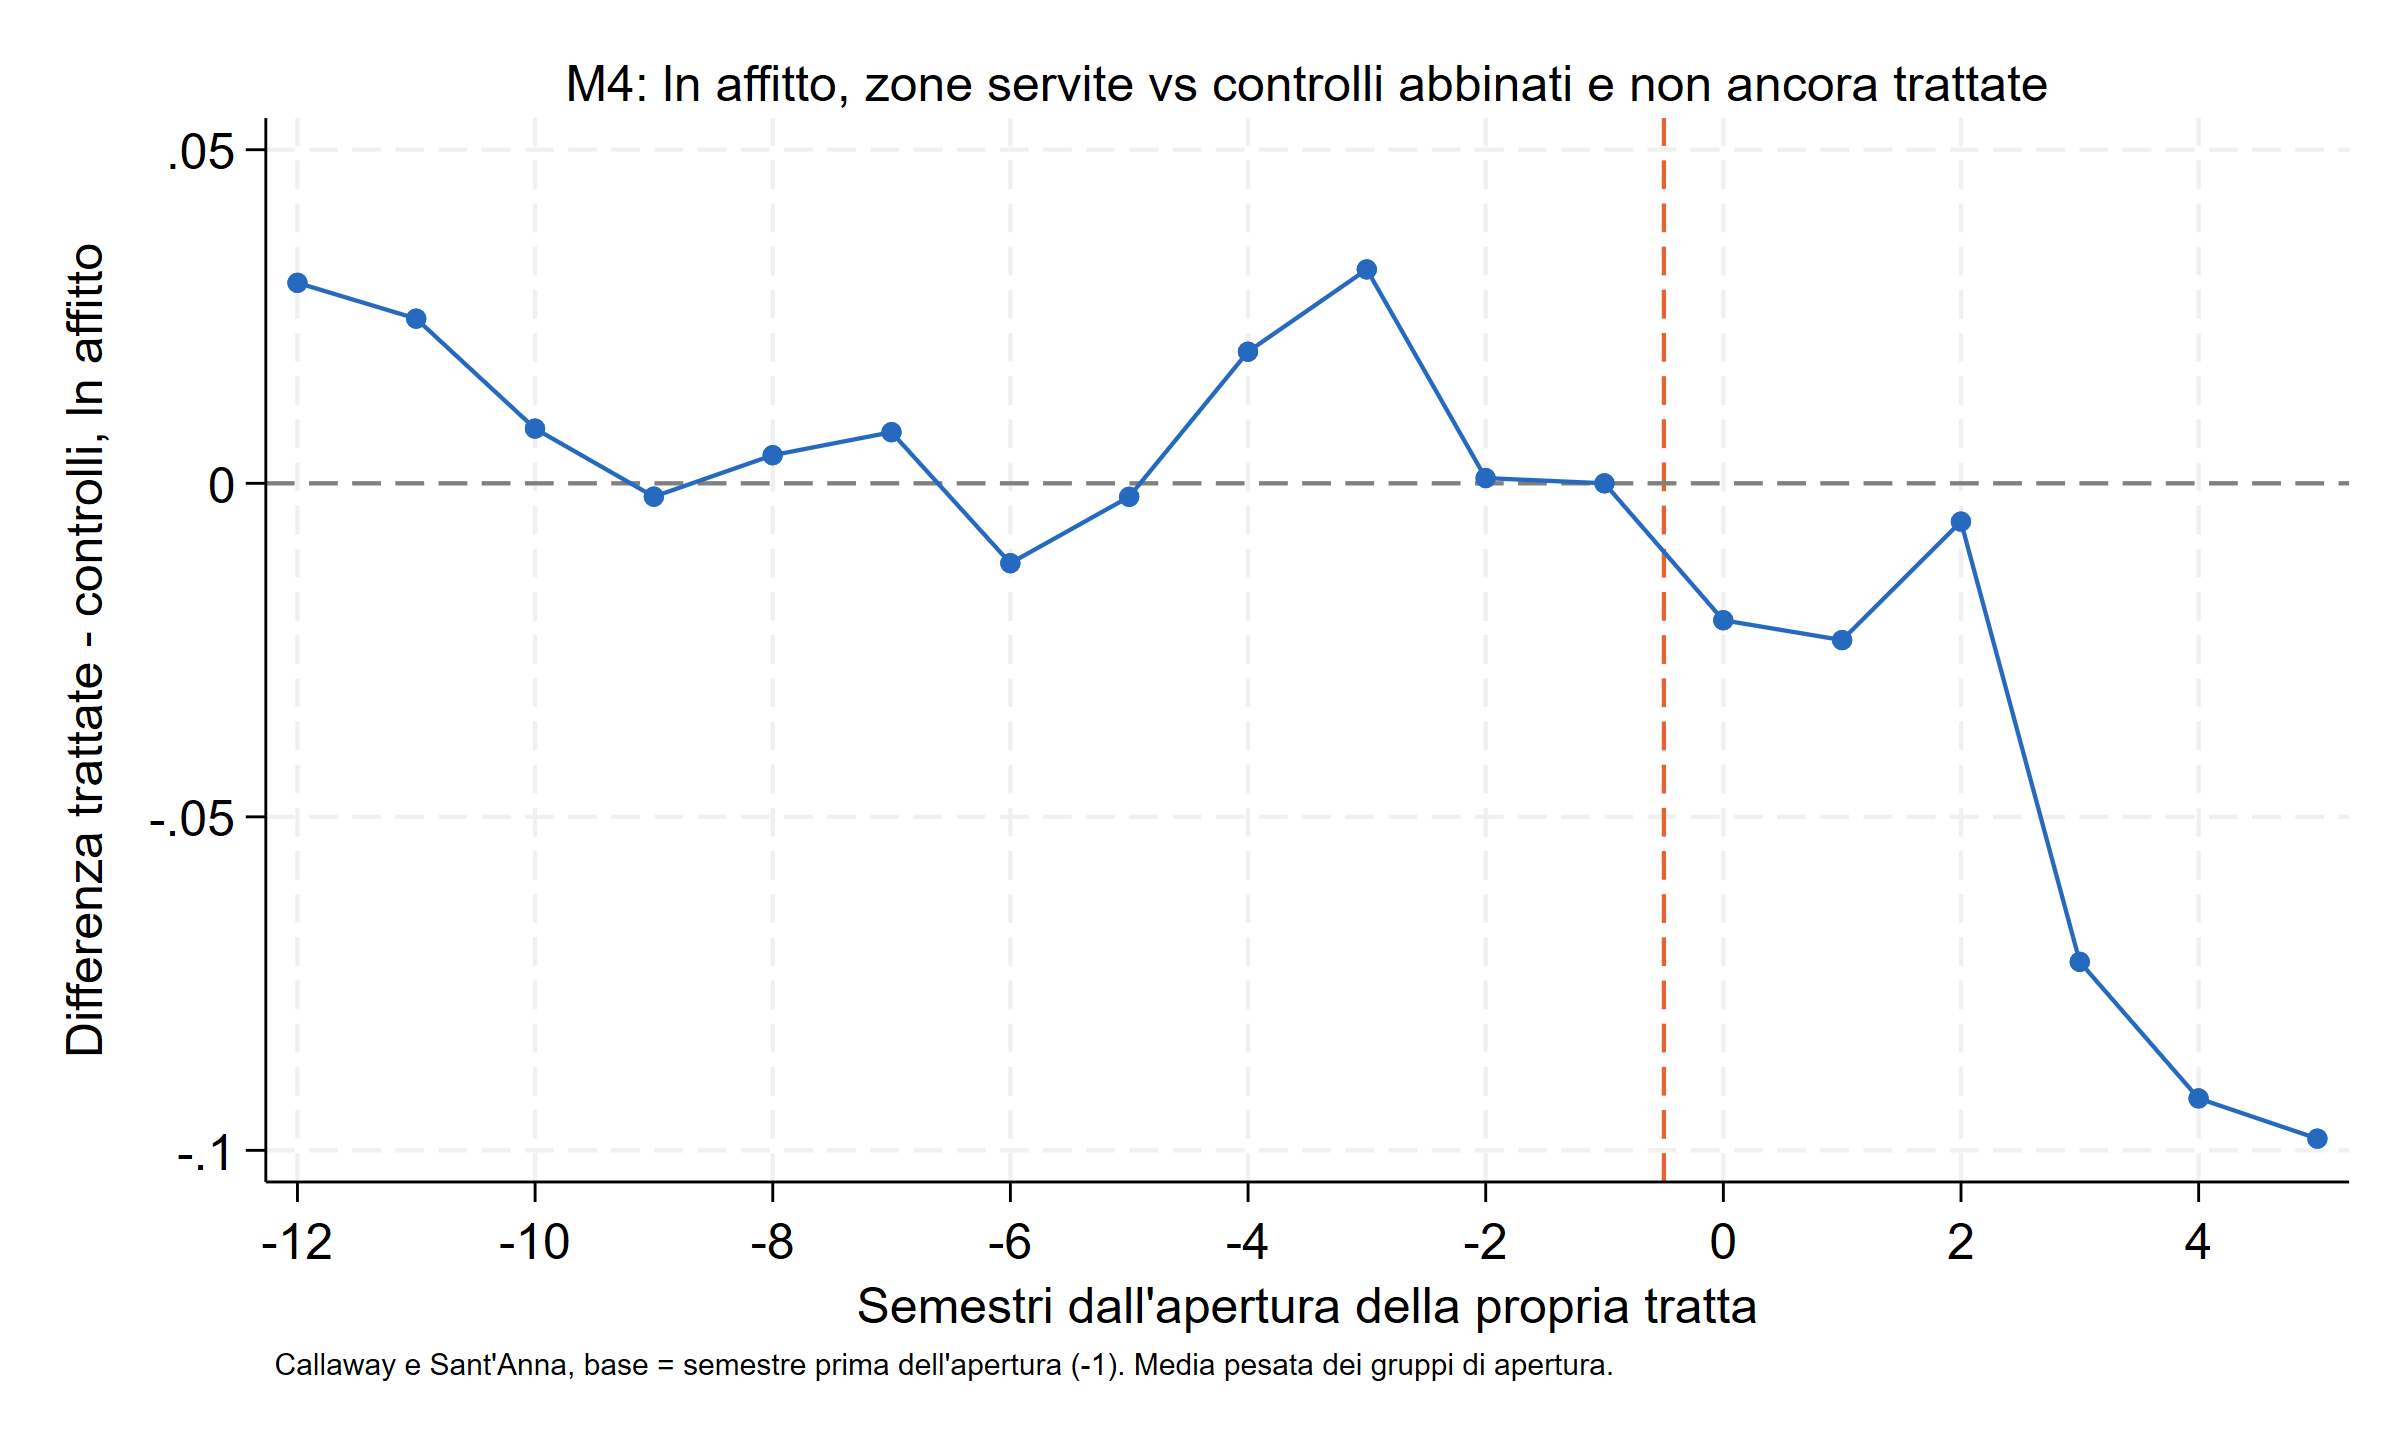 M4: ln affitto, zone servite vs controlli abbinati e non ancora trattate
Differenza trattate - controlli, ln affitto
.05
0
-.05
-.1
-12 -10 -8 -6 -4 -2 0 2 4
Semestri dall'apertura della propria tratta
Callaway e Sant'Anna, base = semestre prima dell'apertura (-1). Media pesata dei gruppi di apertura.